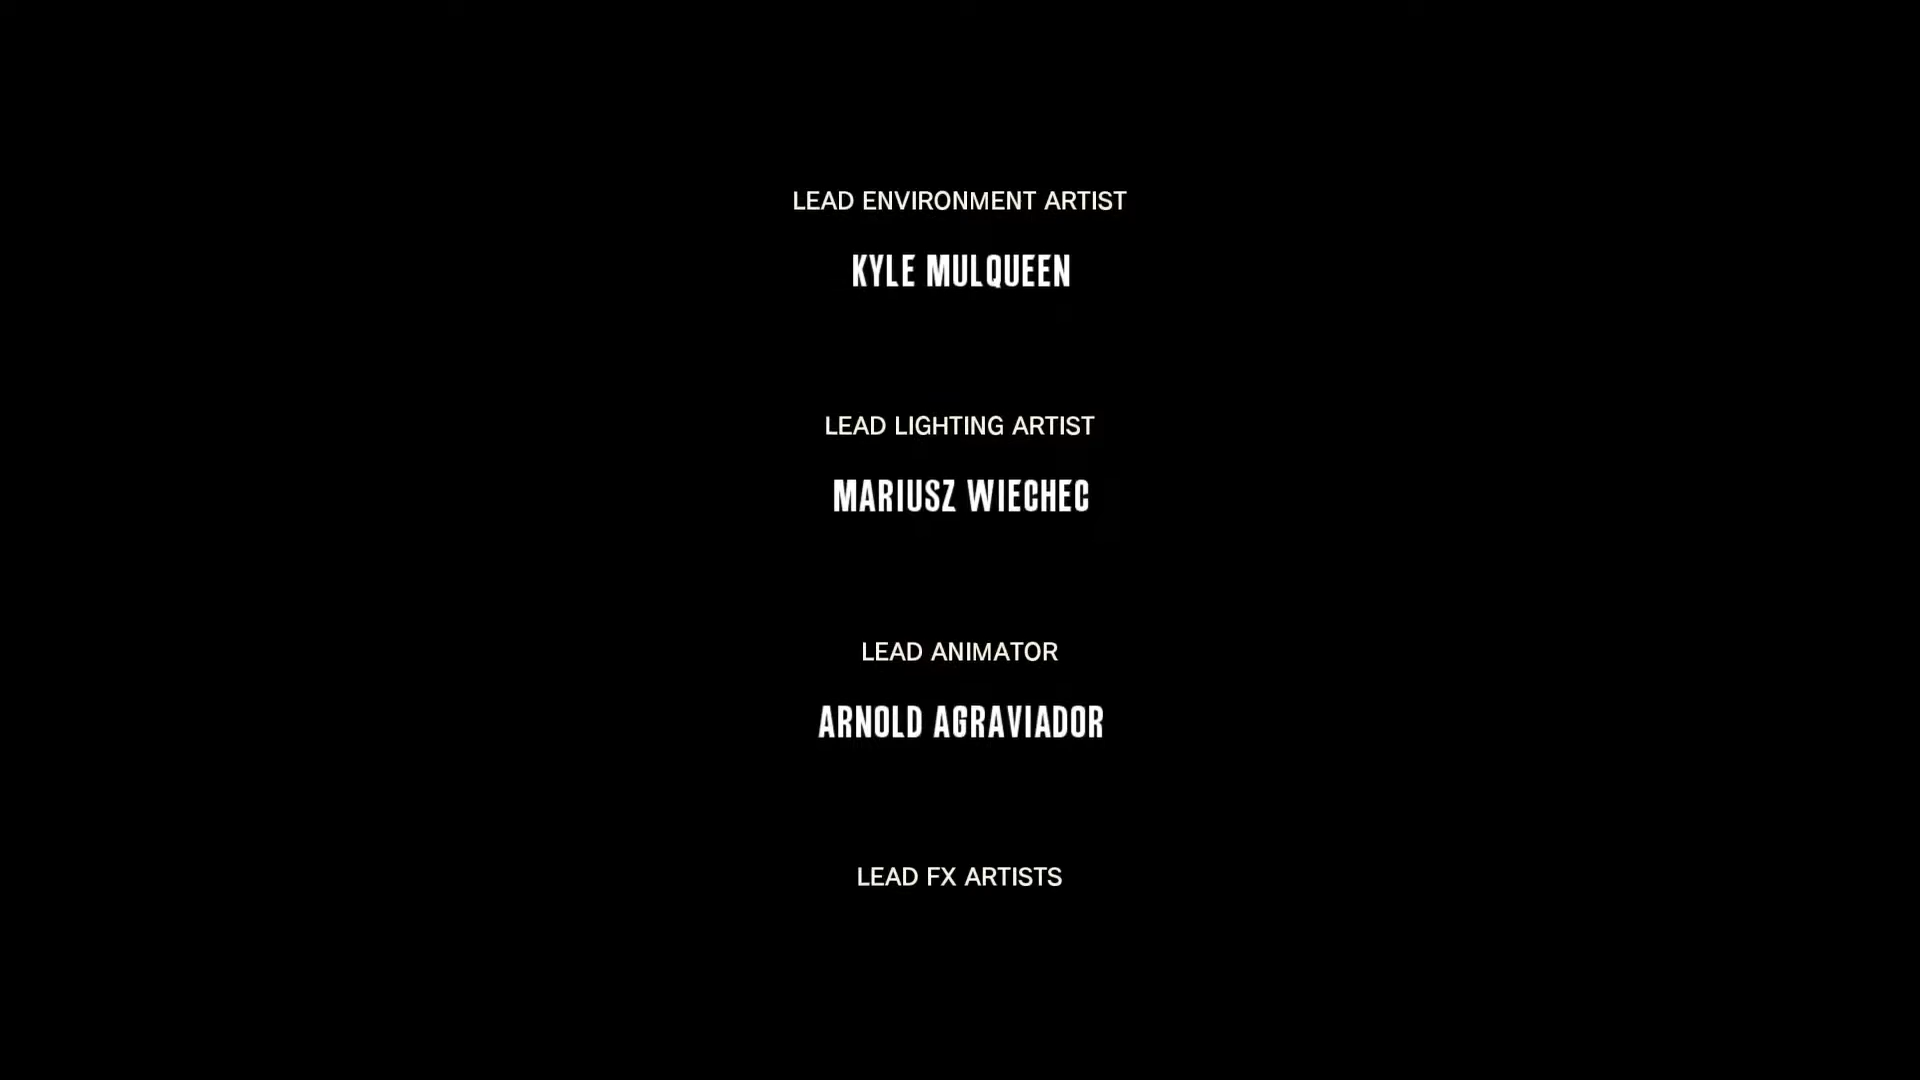 LEAD ENVIRONMENT ARTIST
KYLE MULQUEEN
LEAD LIGHTING ARTIST
MARIUSZ WIECHEC
LEAD ANIMATOR
ARNOLD AGRAVIADOR
LEAD FX ARTISTS